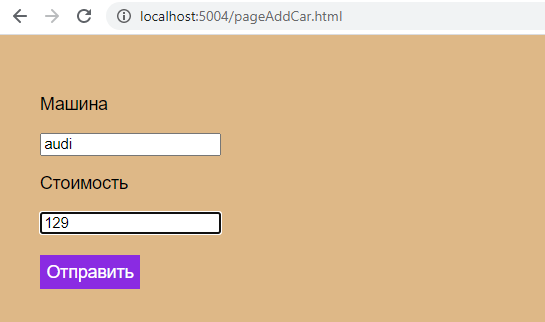 localhost:5004/pageAddCar.html
Машина
audi
Стоимость
129
Отправить